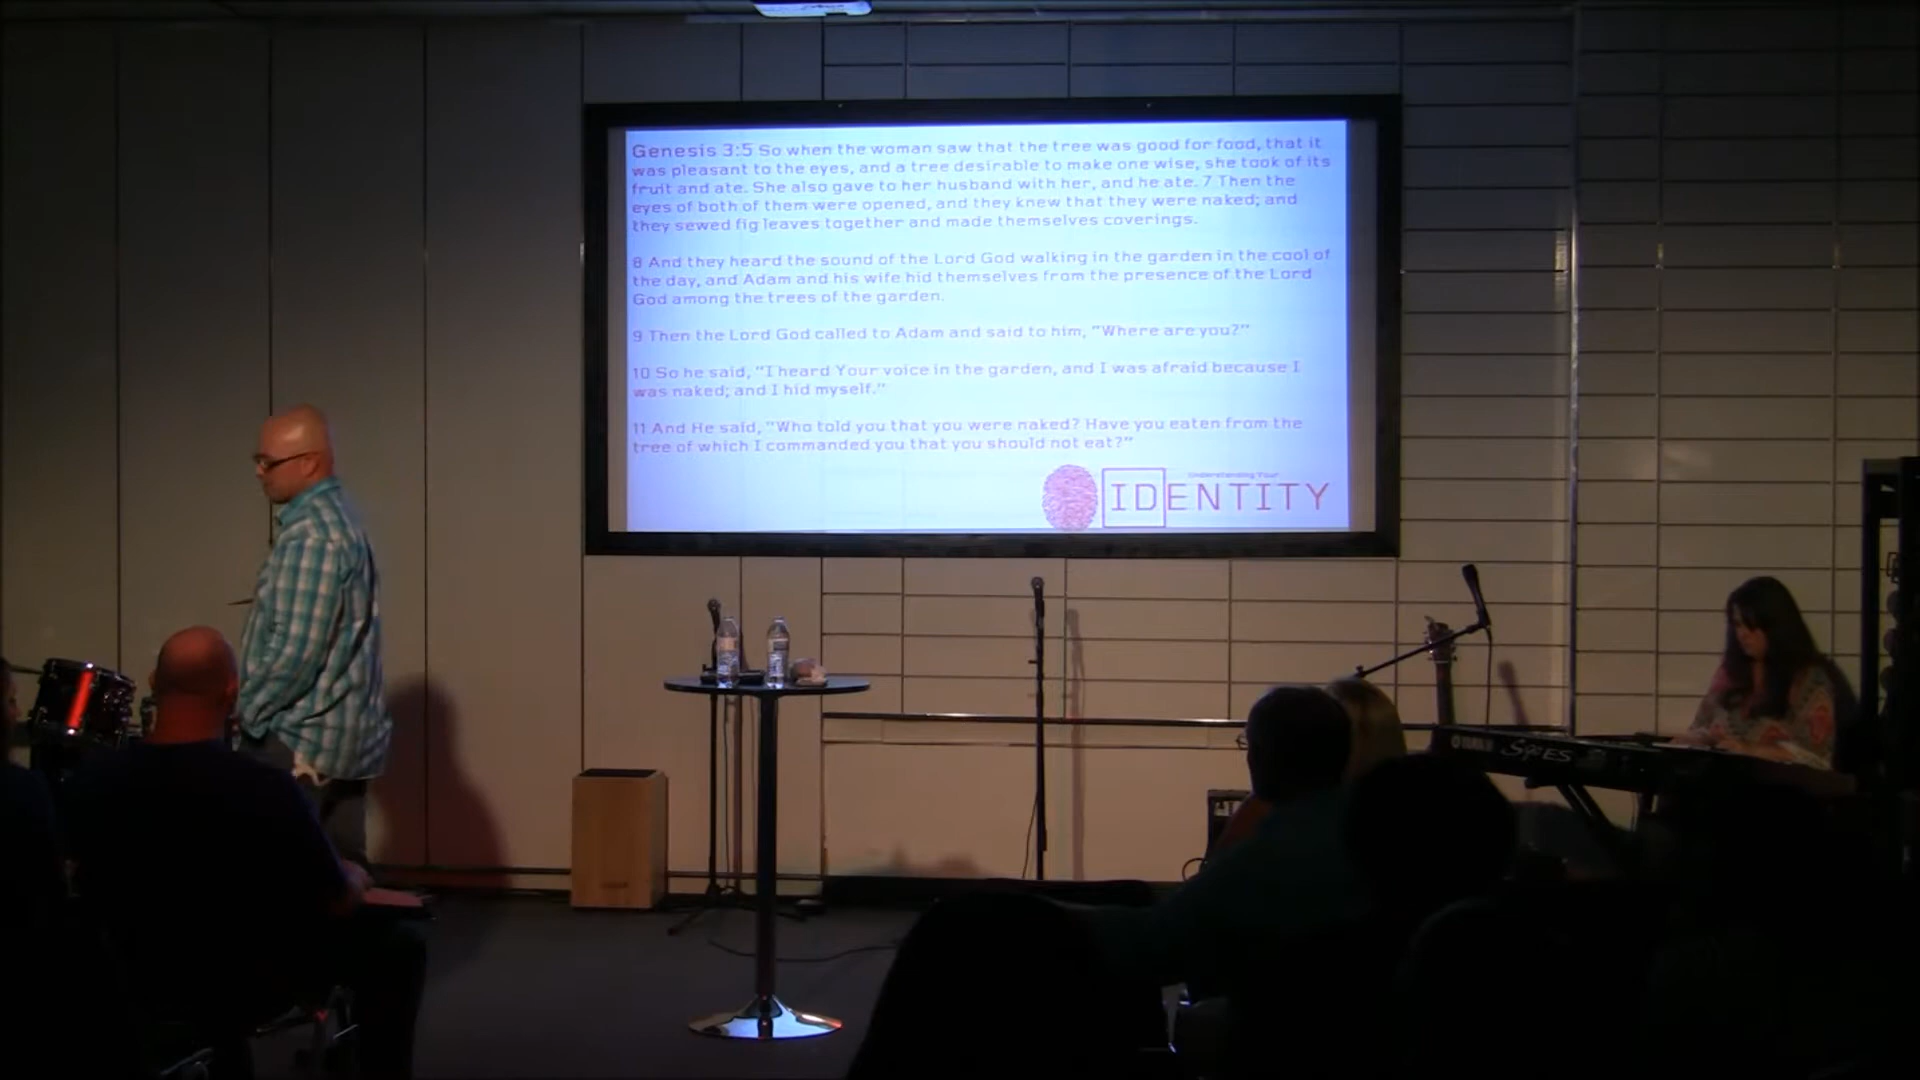 Genesis 3:5 So when the woman saw that the tree was good for food, that it
was pleasant to the eyes, and a tree desirable to make one wise, she took of its
fruit and ate. She also gave to her husband with her, and he ate. 7 Then the
eyes of both of them were opened, and they knew that they were naked; and
they sewed fig leaves together and made themselves coverings.
8 And they heard the sound of the Lord God walking in the garden in the cool of
the day, and Adam and his wife hid themselves from the presence of the Lord
God among the trees of the garden.
9 Then the Lord God called to Adam and said to him, "Where are you?"
10 So he said, "I heard Your voice in the garden, and I was afraid because I
was naked; and I hid myself."
11 And He said, "Who told you that you were naked? Have you eaten from the
tree of which I commanded you that you should not eat?"
Understanding Your
IDENTITY
YAMAHA S90ES